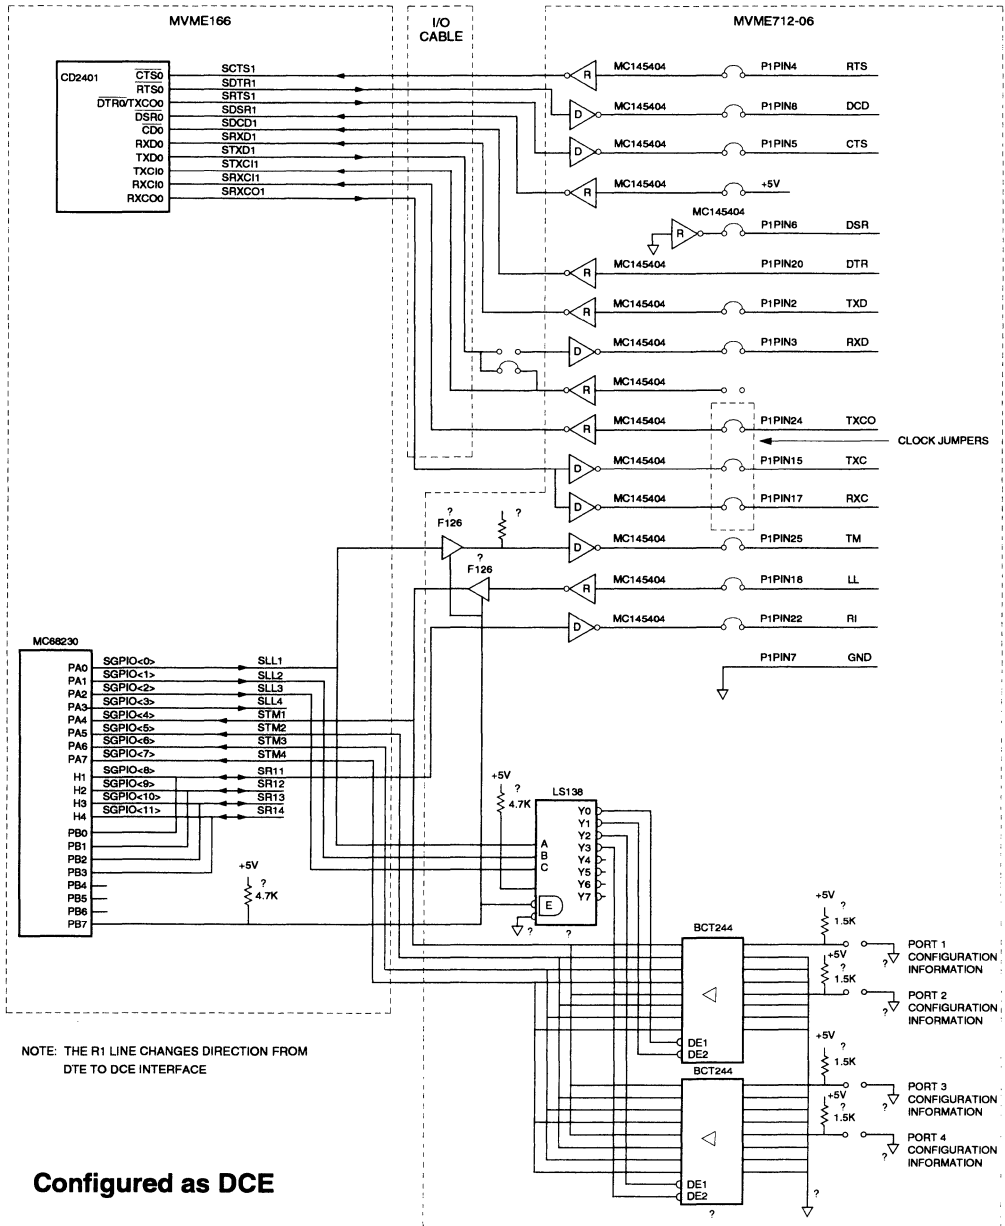 MVME166
I/O
CABLE
MVME712-06
CD2401
CTS0
RTS0
DTR0/TXCO0
DSR0
CD0
RXD0
TXD0
TXCI0
RXCI0
RXCO0
SCTS1
SDTR1
SRTS1
SDSR1
SDCD1
SRXD1
STXD1
STXCI1
SRXCI1
SRXCO1
R MC145404 P1PIN4 RTS
D MC145404 P1PIN8 DCD
D MC145404 P1PIN5 CTS
R MC145404 +5V
MC145404
R P1PIN6 DSR
R MC145404 P1PIN20 DTR
R MC145404 P1PIN2 TXD
D MC145404 P1PIN3 RXD
R MC145404
R MC145404 P1PIN24 TXCO
CLOCK JUMPERS
D MC145404 P1PIN15 TXC
D MC145404 P1PIN17 RXC
?
F126
?
D MC145404 P1PIN25 TM
?
F126
R MC145404 P1PIN18 LL
D MC145404 P1PIN22 RI
P1PIN7 GND
MC68230
PA0 SGPIO<0> SLL1
PA1 SGPIO<1> SLL2
PA2 SGPIO<2> SLL3
PA3 SGPIO<3> SLL4
PA4 SGPIO<4> STM1
PA5 SGPIO<5> STM2
PA6 SGPIO<6> STM3
PA7 SGPIO<7> STM4
H1 SGPIO<8> SR11
H2 SGPIO<9> SR12
H3 SGPIO<10> SR13
H4 SGPIO<11> SR14
PB0
PB1
PB2
PB3
PB4
PB5
PB6
PB7
+5V
?
4.7K
+5V
?
4.7K
LS138
A
B
C
E
Y0
Y1
Y2
Y3
Y4
Y5
Y6
Y7
?
?
BCT244
DE1
DE2
+5V
?
1.5K
?
PORT 1
CONFIGURATION
INFORMATION
+5V
?
1.5K
?
PORT 2
CONFIGURATION
INFORMATION
BCT244
DE1
DE2
?
+5V
?
1.5K
?
PORT 3
CONFIGURATION
INFORMATION
+5V
?
1.5K
?
PORT 4
CONFIGURATION
INFORMATION
?
NOTE: THE R1 LINE CHANGES DIRECTION FROM
DTE TO DCE INTERFACE
Configured as DCE